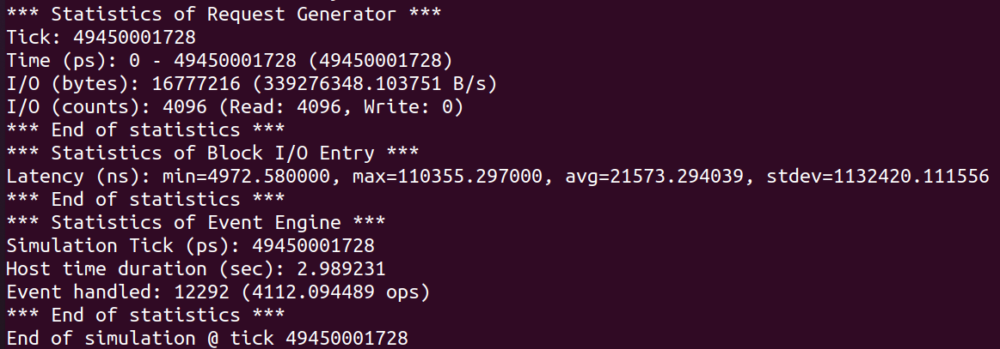 *** Statistics of Request Generator ***
Tick: 49450001728
Time (ps): 0 - 49450001728 (49450001728)
I/O (bytes): 16777216 (339276348.103751 B/s)
I/O (counts): 4096 (Read: 4096, Write: 0)
*** End of statistics ***
*** Statistics of Block I/O Entry ***
Latency (ns): min=4972.580000, max=110355.297000, avg=21573.294039, stdev=1132420.111556
*** End of statistics ***
*** Statistics of Event Engine ***
Simulation Tick (ps): 49450001728
Host time duration (sec): 2.989231
Event handled: 12292 (4112.094489 ops)
*** End of statistics ***
End of simulation @ tick 49450001728